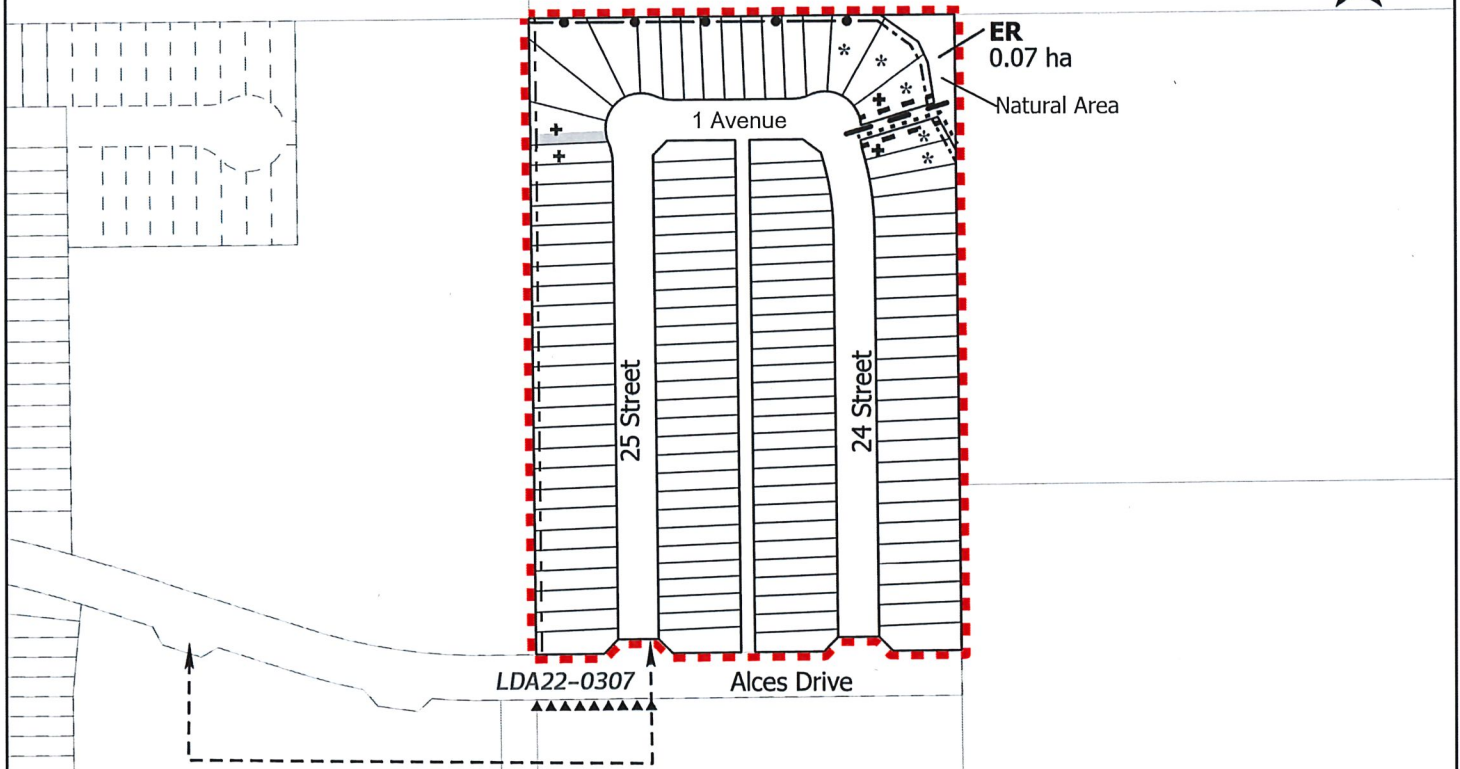 ER
0.07 ha
Natural Area
1 Avenue
25 Street
24 Street
LDA22-0307
Alces Drive